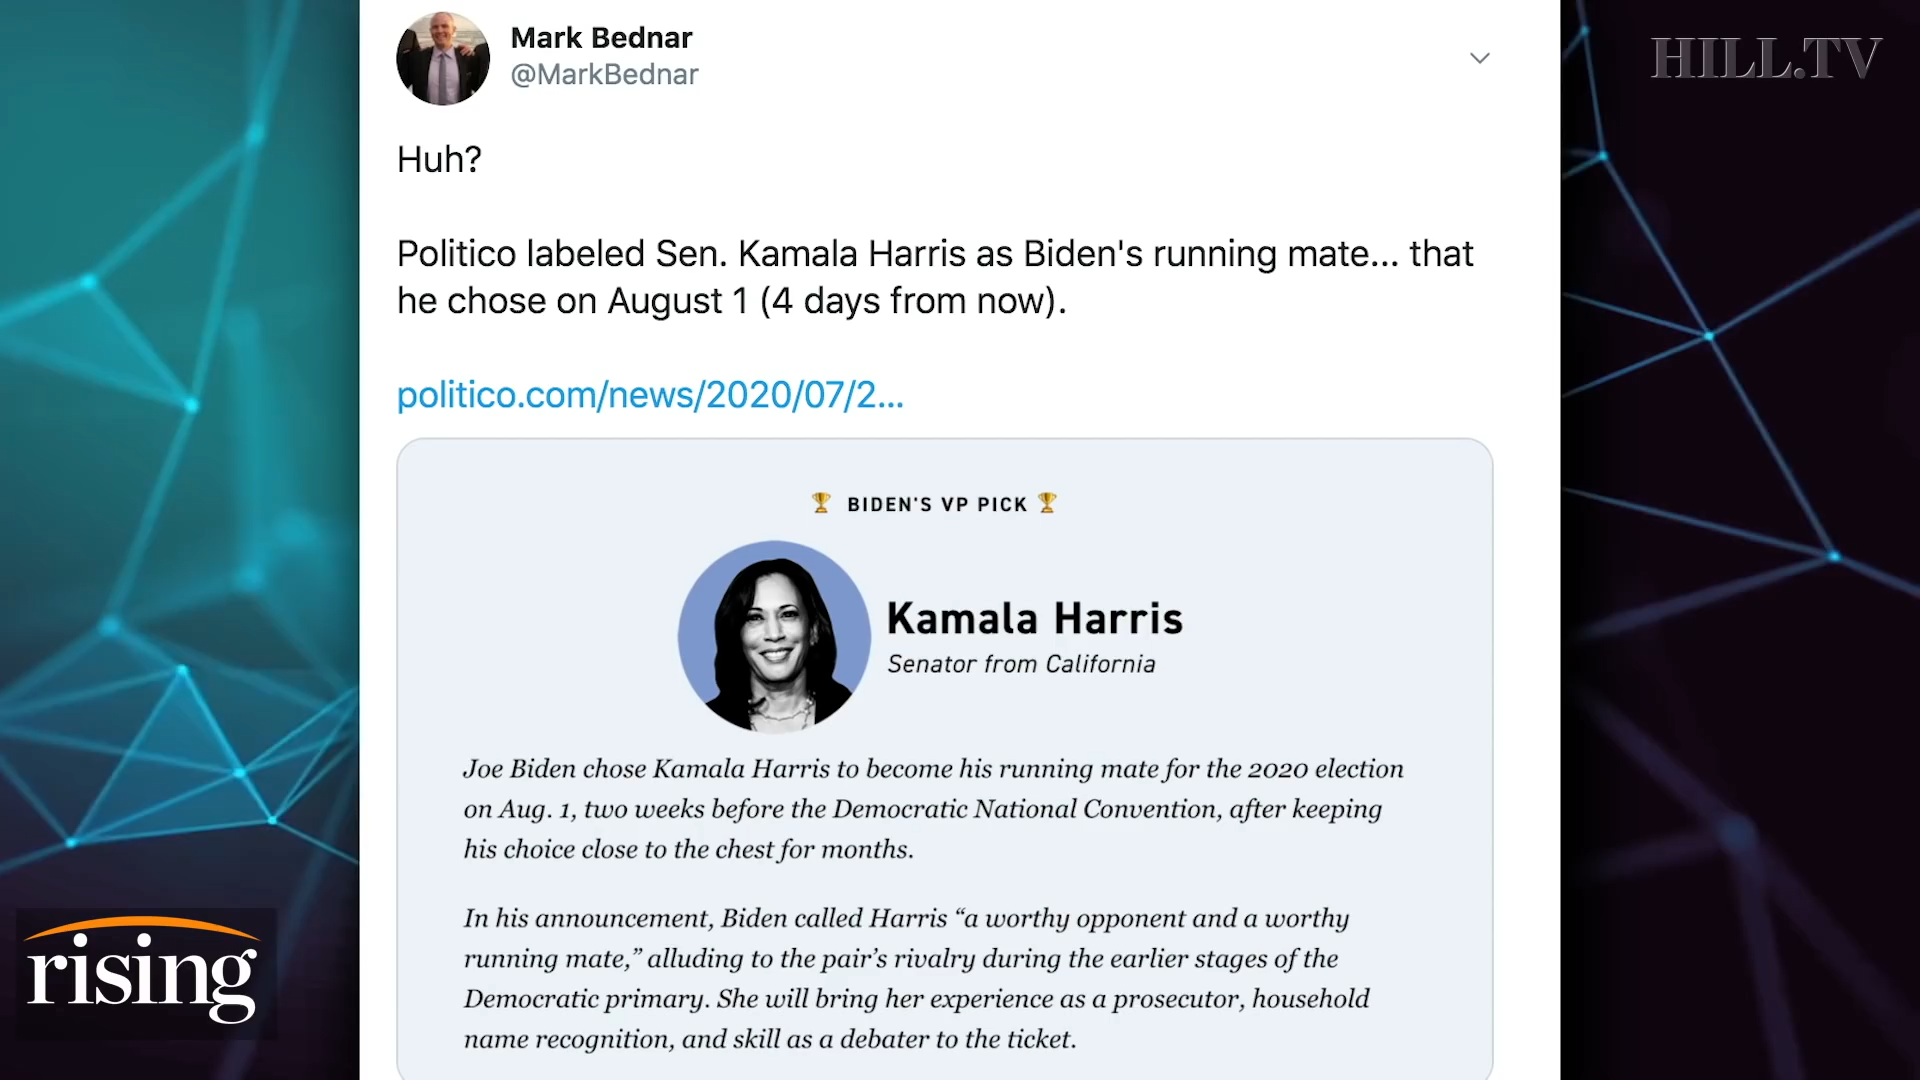 Mark Bednar
@MarkBednar
HILL.TV
Huh?
Politico labeled Sen. Kamala Harris as Biden's running mate... that
he chose on August 1 (4 days from now).
politico.com/news/2020/07/2...
🏆 BIDEN'S VP PICK 🏆
Kamala Harris
Senator from California
Joe Biden chose Kamala Harris to become his running mate for the 2020 election
on Aug. 1, two weeks before the Democratic National Convention, after keeping
his choice close to the chest for months.
In his announcement, Biden called Harris “a worthy opponent and a worthy
running mate,” alluding to the pair’s rivalry during the earlier stages of the
Democratic primary. She will bring her experience as a prosecutor, household
name recognition, and skill as a debater to the ticket.
rising